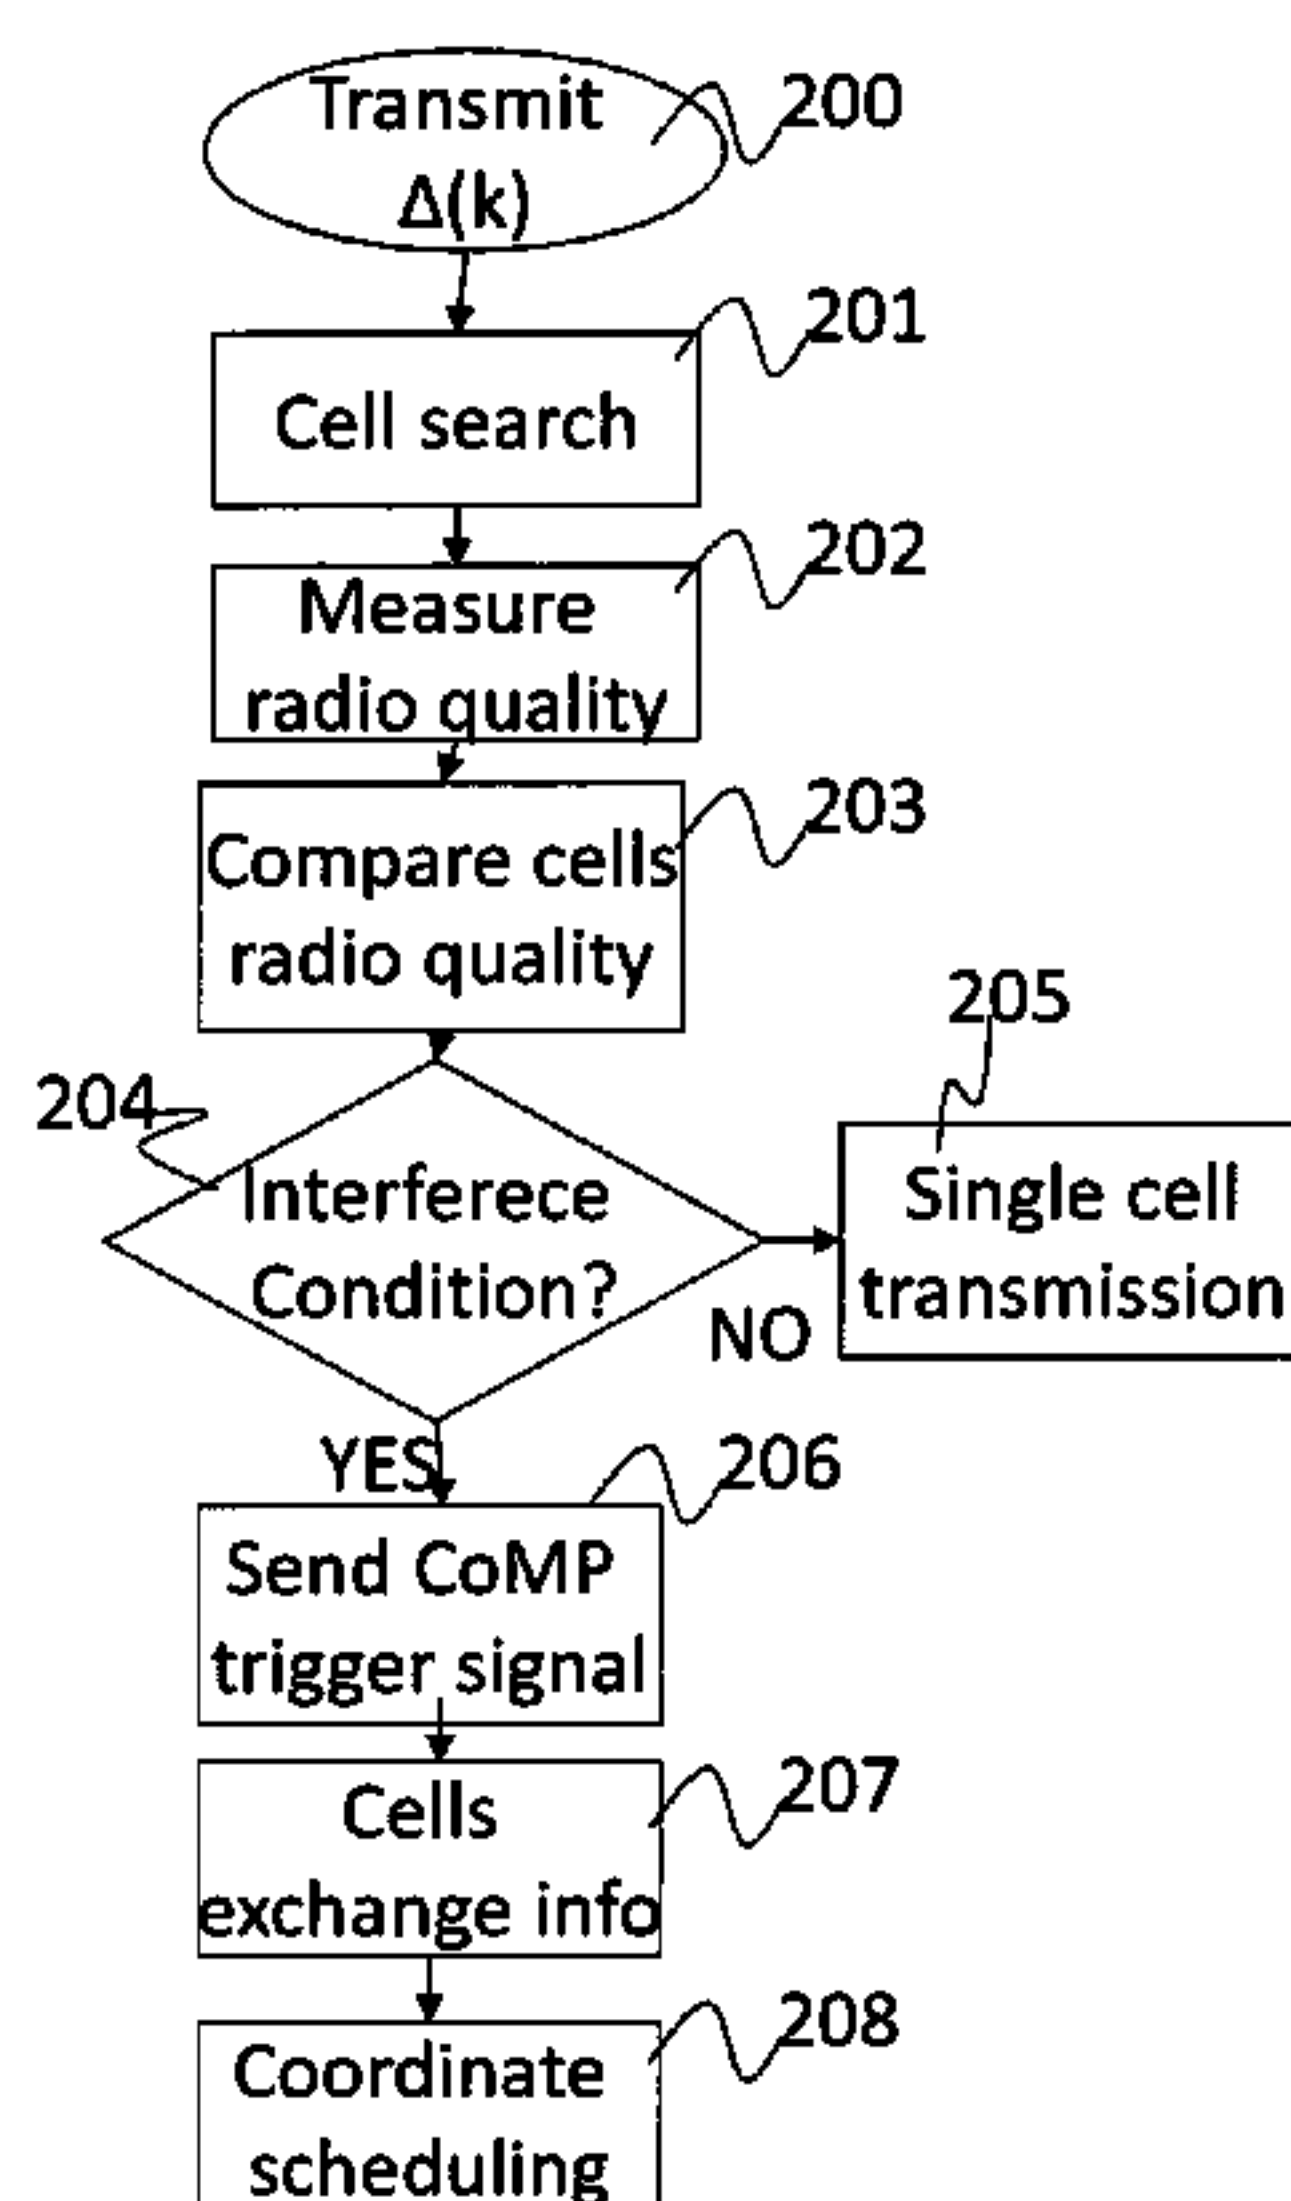 Transmit
Δ(k)
200
201
Cell search
202
Measure
radio quality
203
Compare cells
radio quality
204
Interferece
Condition?
205
Single cell
transmission
NO
YES
206
Send CoMP
trigger signal
207
Cells
exchange info
208
Coordinate
scheduling